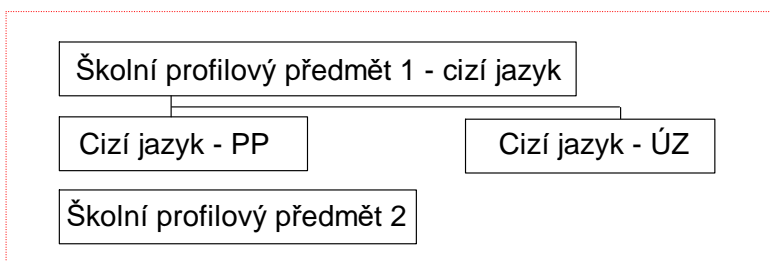 Školní profilový předmět 1 - cizí jazyk
Cizí jazyk - PP
Cizí jazyk - ÚZ
Školní profilový předmět 2